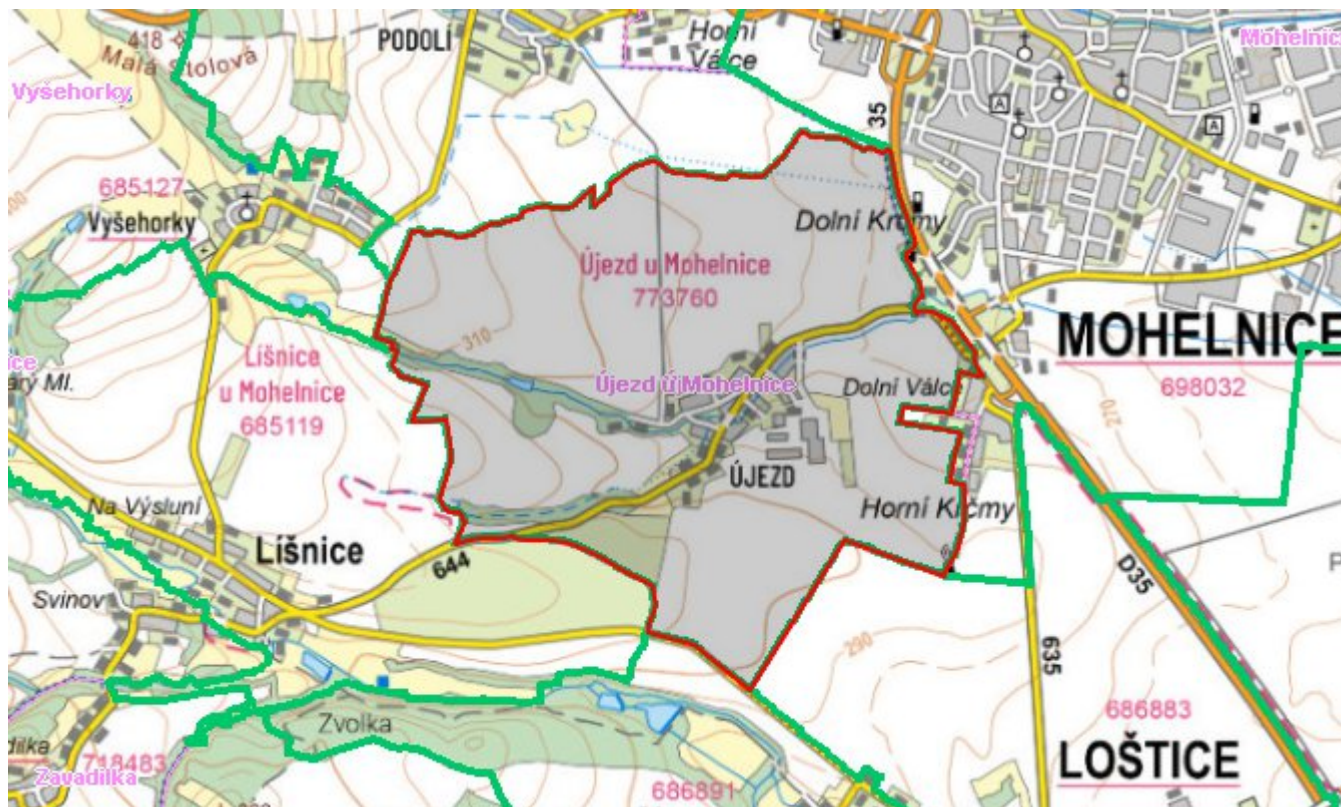 418
Malá Stolová
PODOLÍ
Horní
Válce
35
Mohelnic
Vyšehorky
A
A
685127
Vyšehorky
Dolní Krčmy
Újezd u Mohelnice
773760
310
MOHELNICE
698032
270
Líšnice
u Mohelnice
685119
Újezd u Mohelnice
Dolní Válc
ÚJEZD
Horní Krčmy
Na Výsluní
Líšnice
644
Svinov
D35
635
290
686883
LOŠTICE
Zvolka
718483
Zavadilka
686891